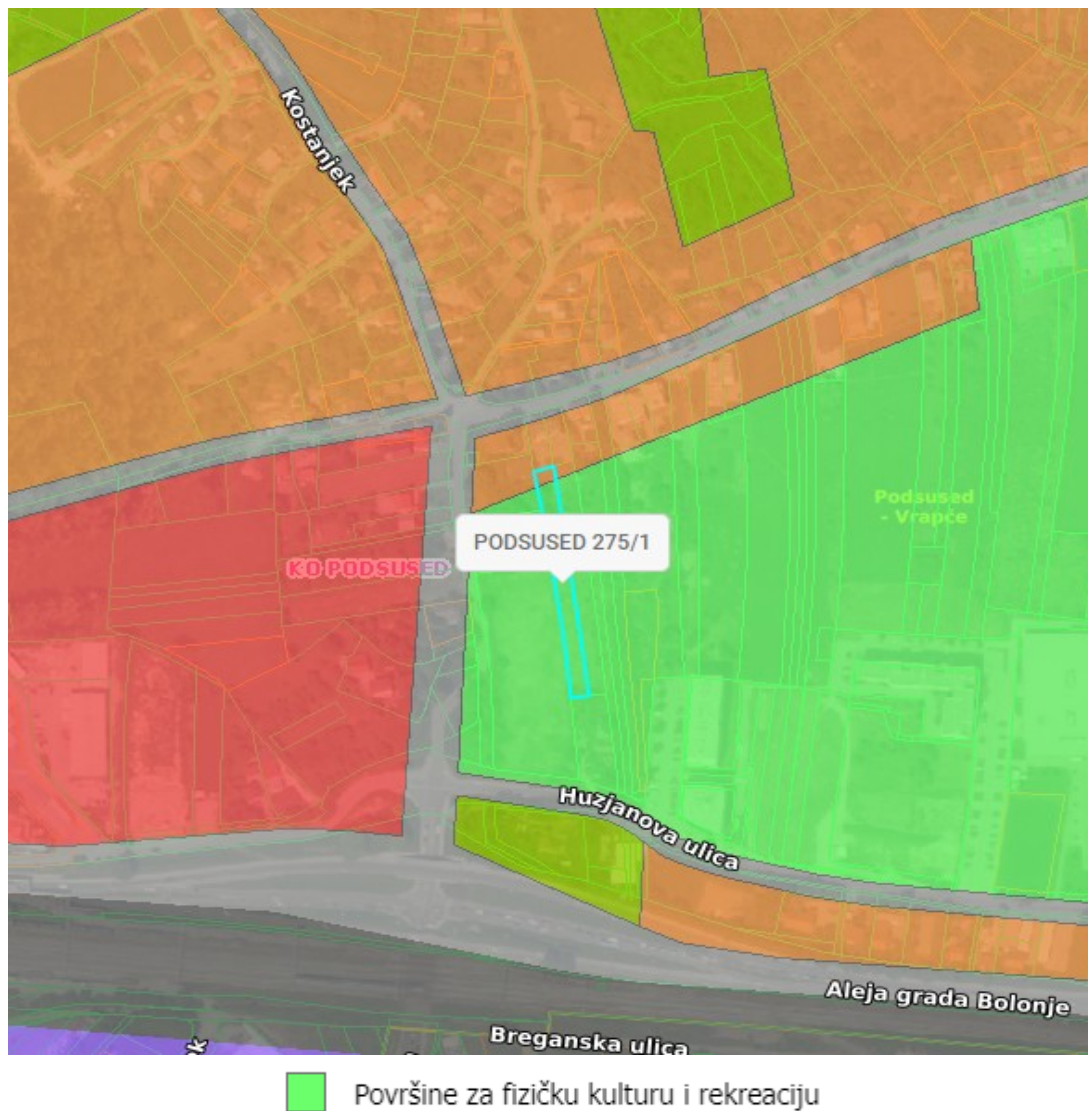 Kostanjek
Podsused
- Vrapče
PODSUSED 275/1
KO PODSUSED
Huzjanova ulica
Aleja grada Bolonje
Breganska ulica
Površine za fizičku kulturu i rekreaciju